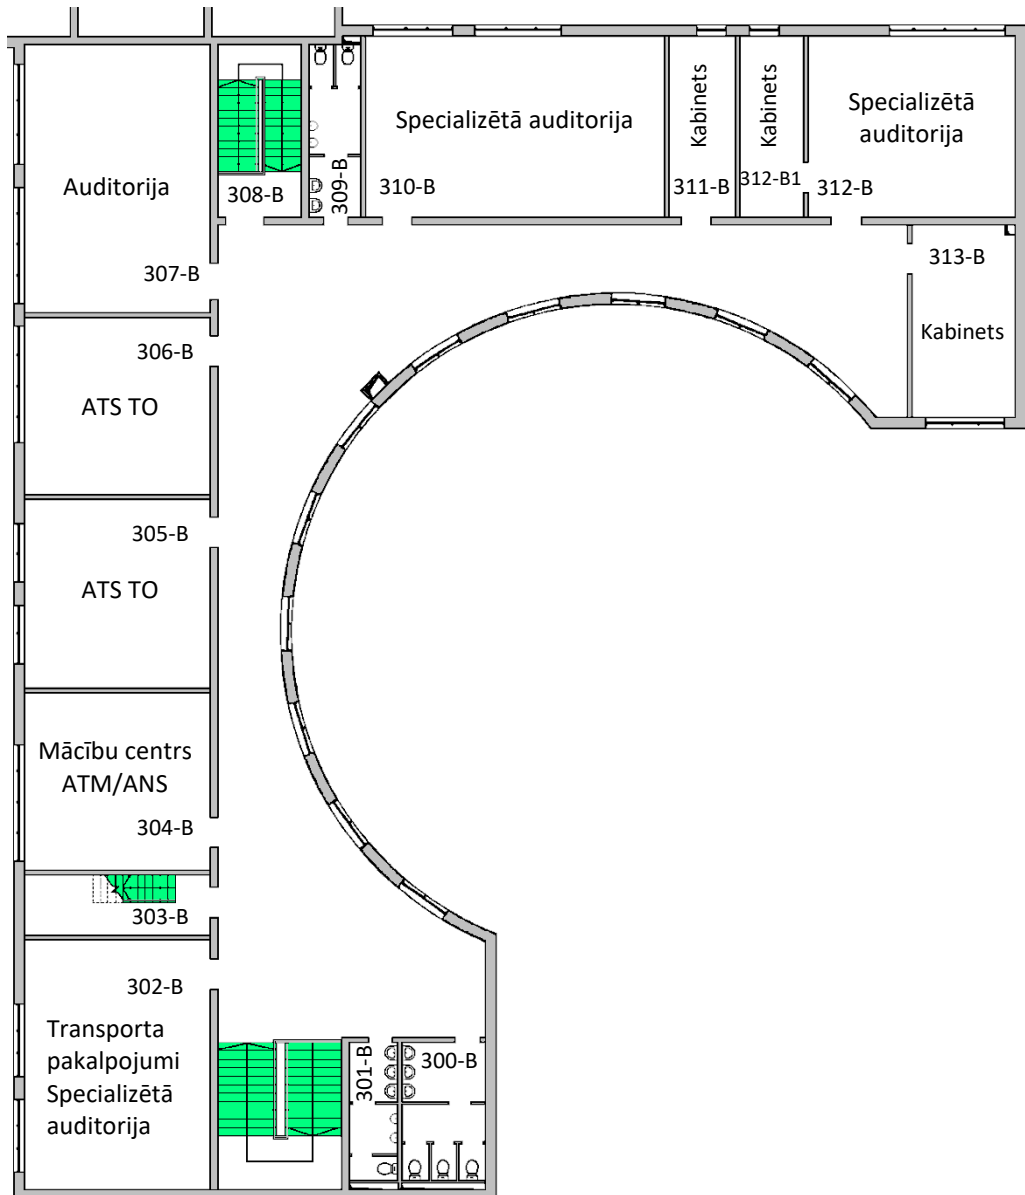 Specializētā auditorija
Kabinets
Kabinets
Specializētā
auditorija
Auditorija
308-B
309-B
310-B
311-B
312-B1
312-B
307-B
313-B
306-B
Kabinets
ATS TO
305-B
ATS TO
Mācību centrs
ATM/ANS
304-B
303-B
302-B
Transporta
pakalpojumi
Specializētā
auditorija
301-B
300-B